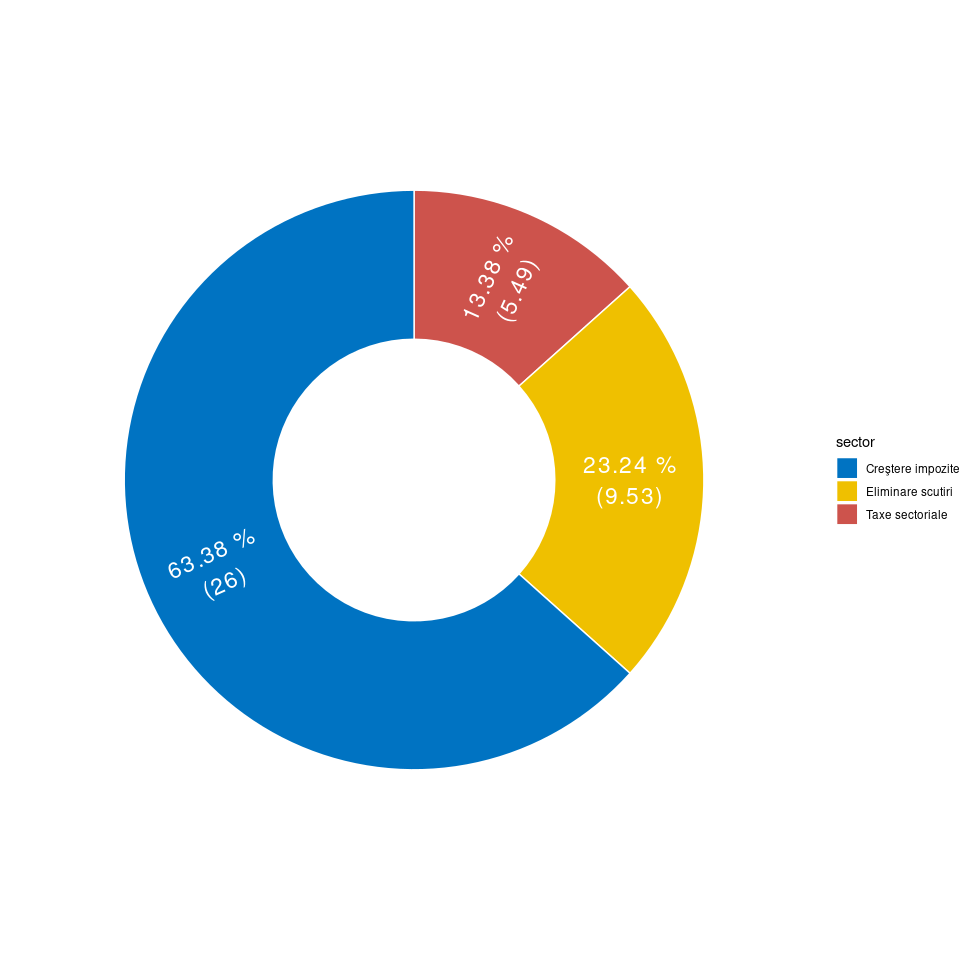 13.38 %
(5.49)
23.24 %
(9.53)
63.38 %
(26)
sector
Creştere impozite
Eliminare scutiri
Taxe sectoriale